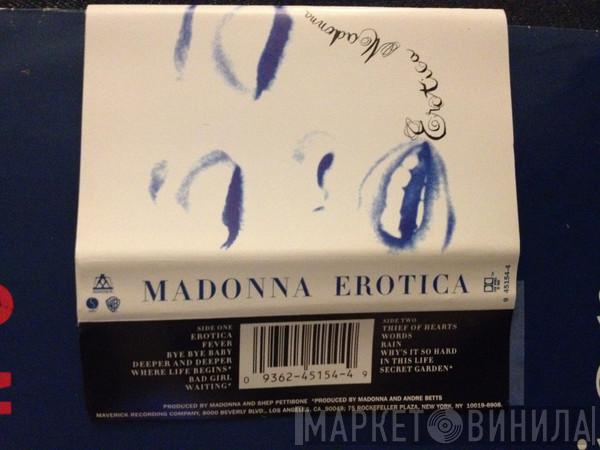 Erotica Madonna
MADONNA EROTICA
9 45154-4
SIDE ONE
EROTICA
FEVER
BYE BYE BABY
DEEPER AND DEEPER
WHERE LIFE BEGINS*
BAD GIRL
WAITING*
0 9362-45154-4 9
SIDE TWO
THIEF OF HEARTS
WORDS
RAIN
WHY'S IT SO HARD
IN THIS LIFE
SECRET GARDEN*
PRODUCED BY MADONNA AND SHEP PETTIBONE *PRODUCED BY MADONNA AND ANDRE BETTS
MAVERICK RECORDING COMPANY, 8000 BEVERLY BLVD., LOS ANGELES, CA. 90048; 75 ROCKEFELLER PLAZA, NEW YORK, NY 10019-6908.
МАРКЕТ ВИНИЛА